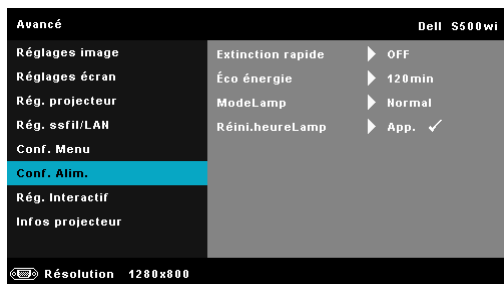 Avancé Dell S500wi
Réglages image
Réglages écran
Rég. projecteur
Rég. ssfil/LAN
Conf. Menu
Conf. Alim.
Rég. Interactif
Infos projecteur
Extinction rapide OFF
Éco énergie 120min
ModeLamp Normal
Réini.heureLamp App.
Résolution 1280x800